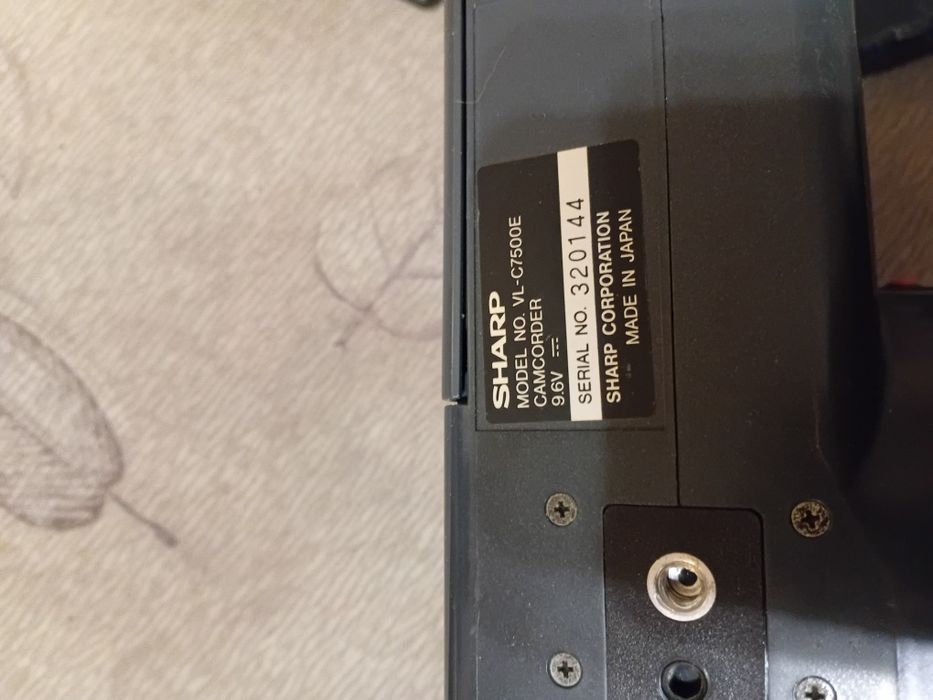 SHARP
MODEL NO. VL-C7500E
CAMCORDER
9.6V
SERIAL NO. 320144
SHARP CORPORATION
MADE IN JAPAN